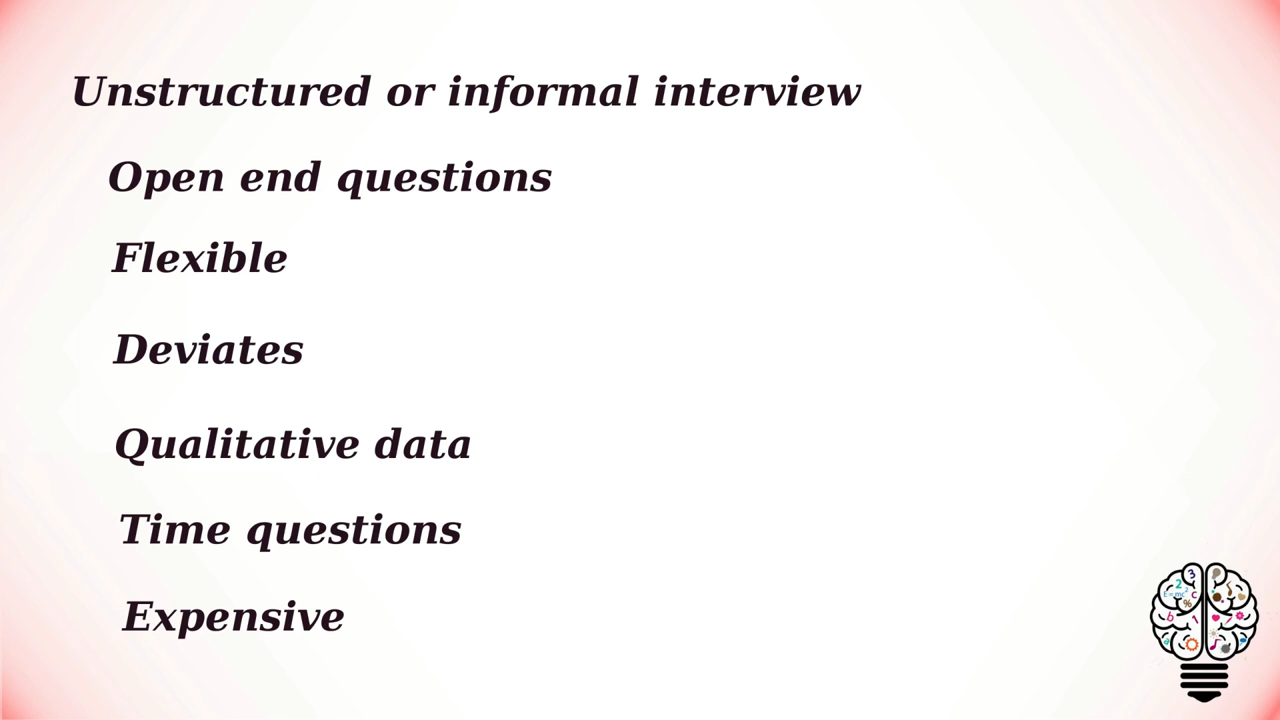 Unstructured or informal interview
Open end questions
Flexible
Deviates
Qualitative data
Time questions
Expensive